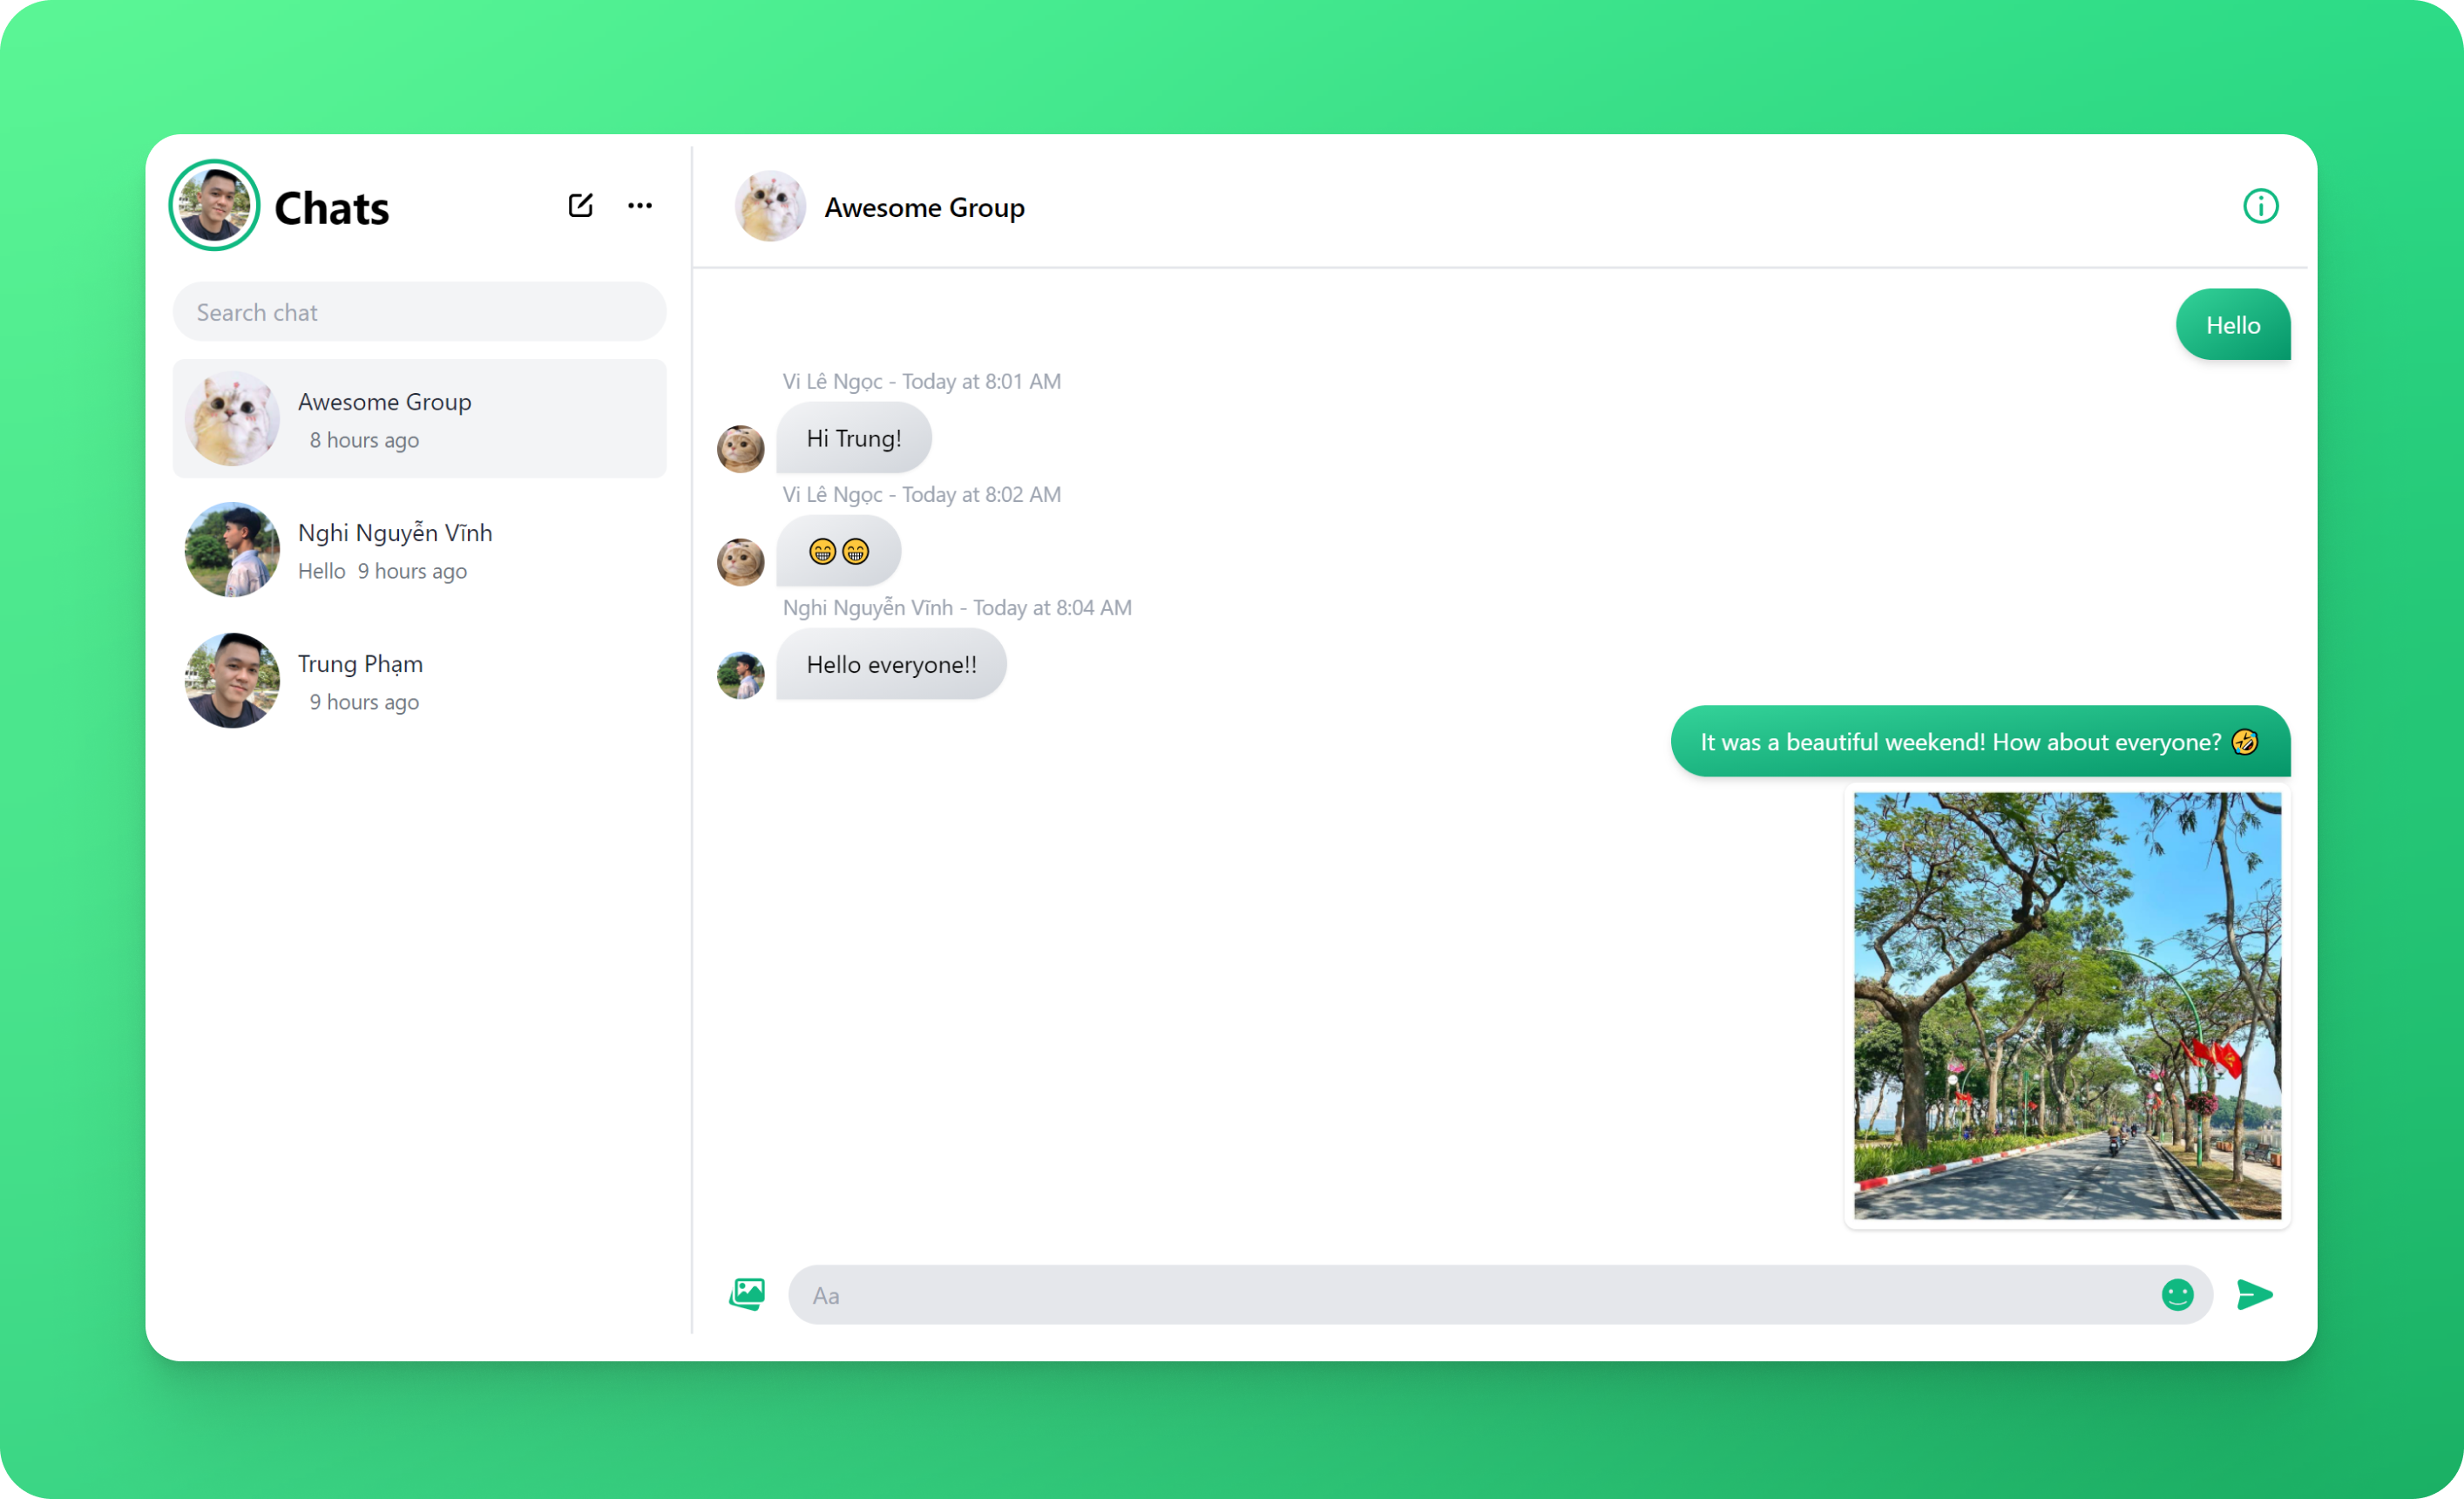 Chats
Search chat
Awesome Group
8 hours ago
Nghi Nguyễn Vĩnh
Hello 9 hours ago
Trung Phạm
9 hours ago
Awesome Group
Hello
Vi Lê Ngọc - Today at 8:01 AM
Hi Trung!
Vi Lê Ngọc - Today at 8:02 AM
😁😁
Nghi Nguyễn Vĩnh - Today at 8:04 AM
Hello everyone!!
It was a beautiful weekend! How about everyone? 🤣
Aa